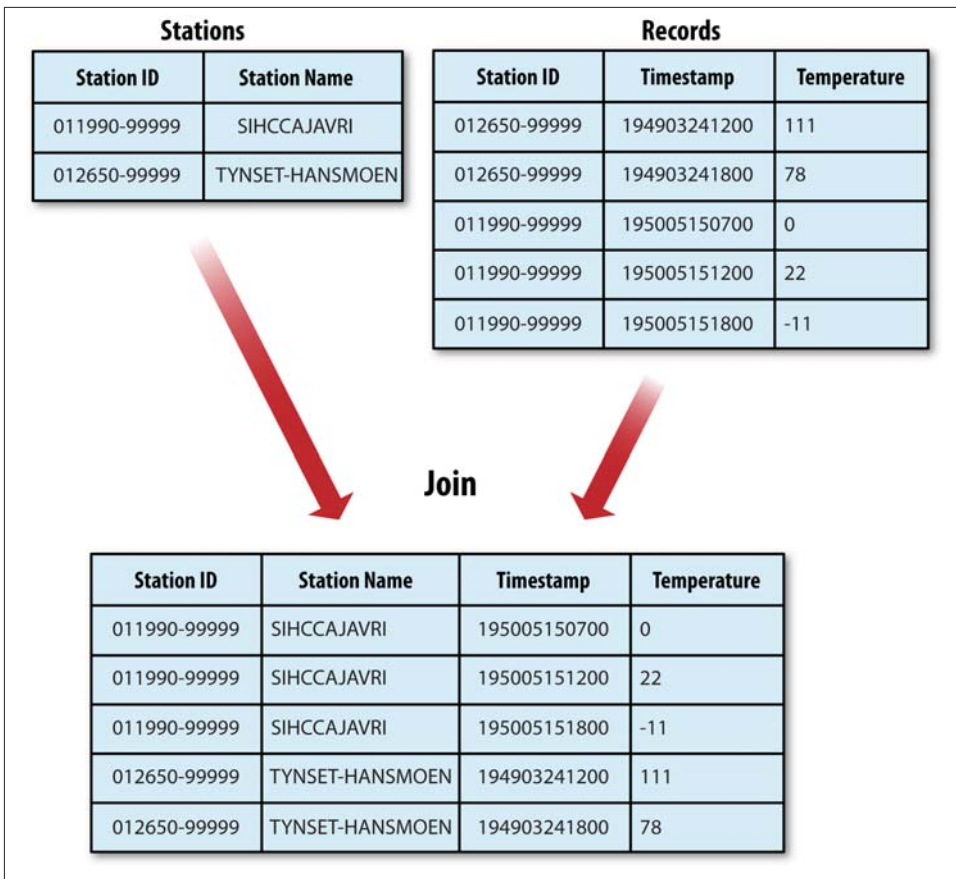 Stations
Station ID Station Name
011990-99999 SIHCCAJAVRI
012650-99999 TYNSET-HANSMOEN
Records
Station ID Timestamp Temperature
012650-99999 194903241200 111
012650-99999 194903241800 78
011990-99999 195005150700 0
011990-99999 195005151200 22
011990-99999 195005151800 -11
Join
Station ID Station Name Timestamp Temperature
011990-99999 SIHCCAJAVRI 195005150700 0
011990-99999 SIHCCAJAVRI 195005151200 22
011990-99999 SIHCCAJAVRI 195005151800 -11
012650-99999 TYNSET-HANSMOEN 194903241200 111
012650-99999 TYNSET-HANSMOEN 194903241800 78